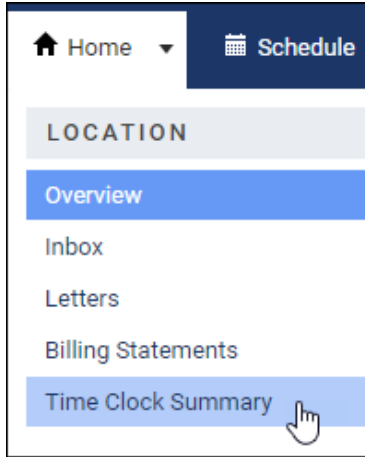 Home Schedule
LOCATION
Overview
Inbox
Letters
Billing Statements
Time Clock Summary